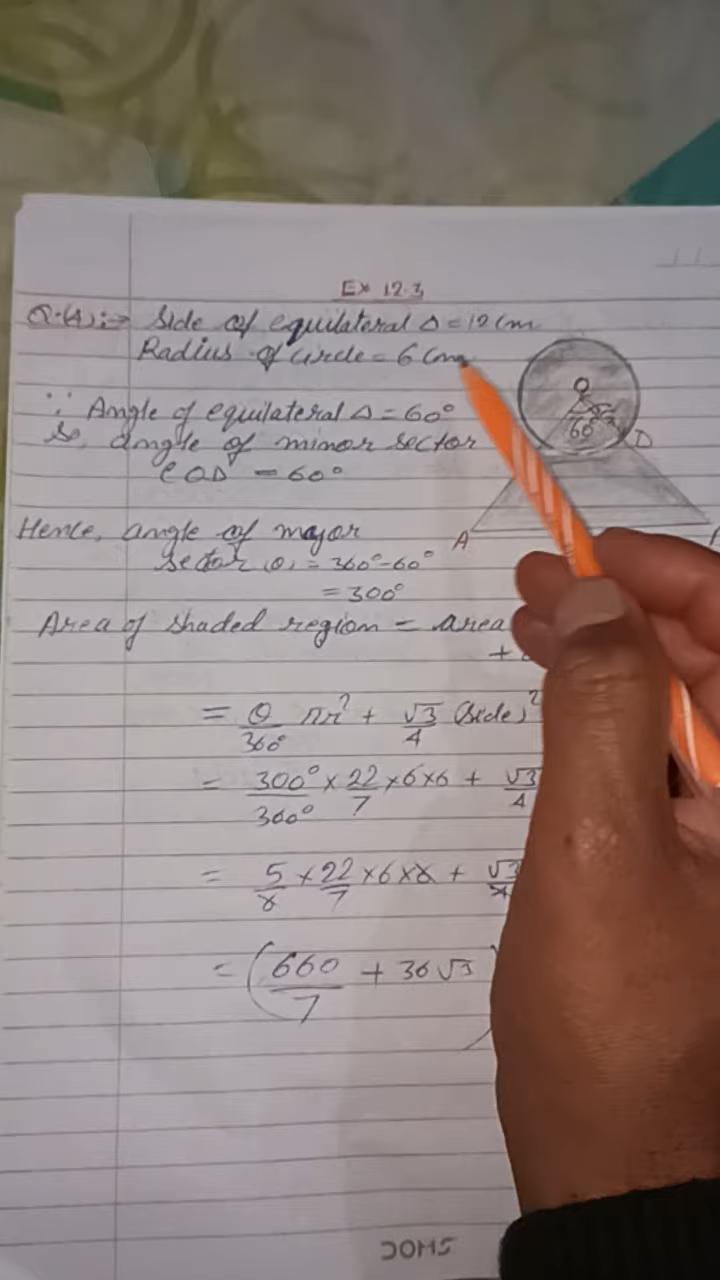 Ex 12.3
Q.(4):→ Side of equilateral Δ = 12 cm
Radius of circle = 6 cm
∵ Angle of equilateral Δ = 60°
So, angle of minor sector
COD = 60°
Hence, angle of major
sector θ, = 360° - 60°
= 300°
Area of shaded region = area
+
= θ/360° πr² + √3/4 (side)²
= 300°/360° × 22/7 × 6 × 6 + √3/4
= 5/6 × 22/7 × 6 × 6 + √3/4
= (660/7 + 36√3
O
60°
D
A
DOMS